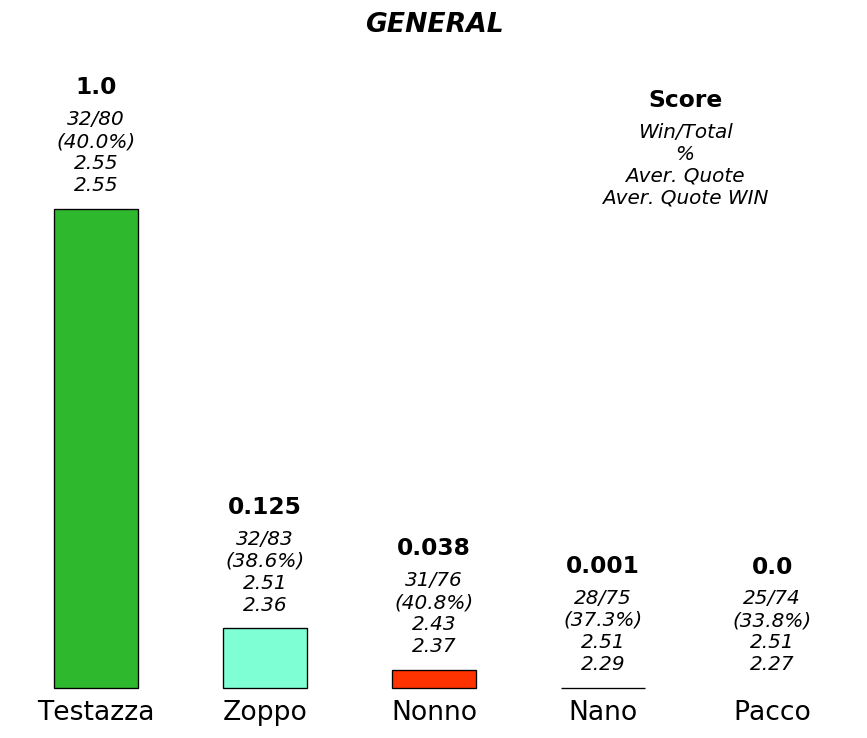 GENERAL
1.0
32/80
(40.0%)
2.55
2.55
Score
Win/Total
%
Aver. Quote
Aver. Quote WIN
0.125
32/83
(38.6%)
2.51
2.36
0.038
31/76
(40.8%)
2.43
2.37
0.001
28/75
(37.3%)
2.51
2.29
0.0
25/74
(33.8%)
2.51
2.27
Testazza
Zoppo
Nonno
Nano
Pacco